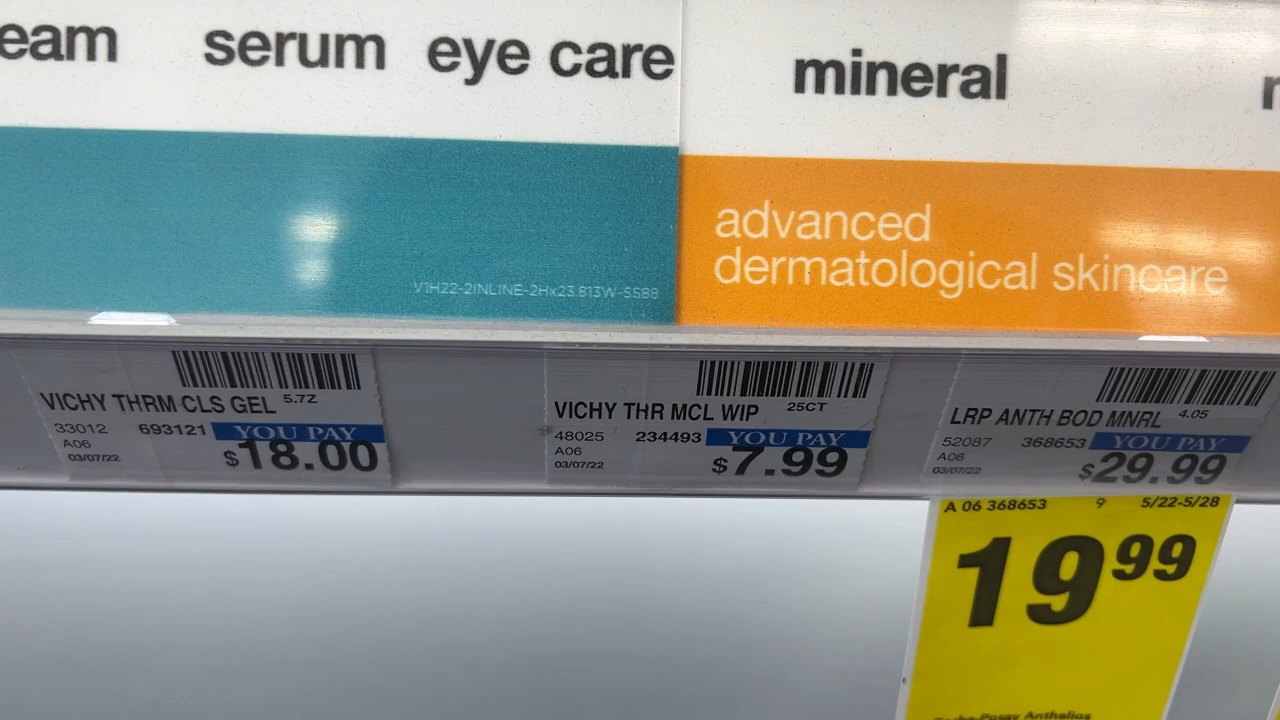 serum eye care
mineral
advanced
dermatological skincare
V1H22-2INLINE-2Hx23.813W-SS88
VICHY THRM CLS GEL 5.7Z
33012 693121 YOU PAY
A06
03/07/22
$18.00
VICHY THR MCL WIP 25CT
48025 234493 YOU PAY
A06
03/07/22
$7.99
LRP ANTH BOD MNRL 4.05
52087 368653 YOU PAY
A06
03/07/22
$29.99
A 06 368653 9 5/22-5/28
19 99
Anthelios